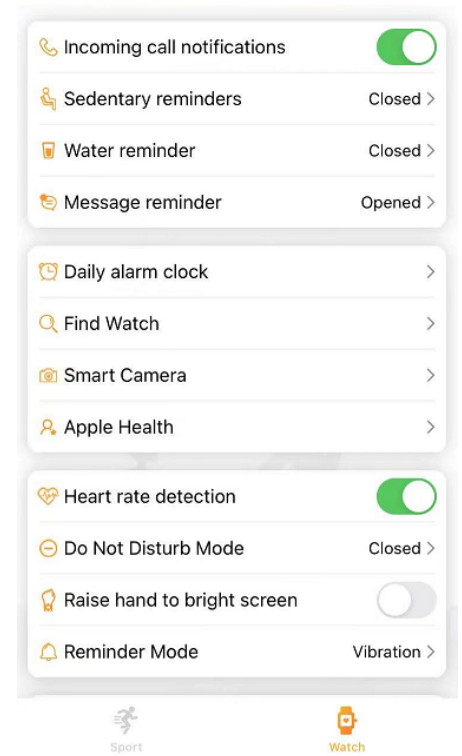 Incoming call notifications
Sedentary reminders Closed >
Water reminder Closed >
Message reminder Opened >
Daily alarm clock >
Find Watch >
Smart Camera >
Apple Health >
Heart rate detection
Do Not Disturb Mode Closed >
Raise hand to bright screen
Reminder Mode Vibration >
Sport Watch